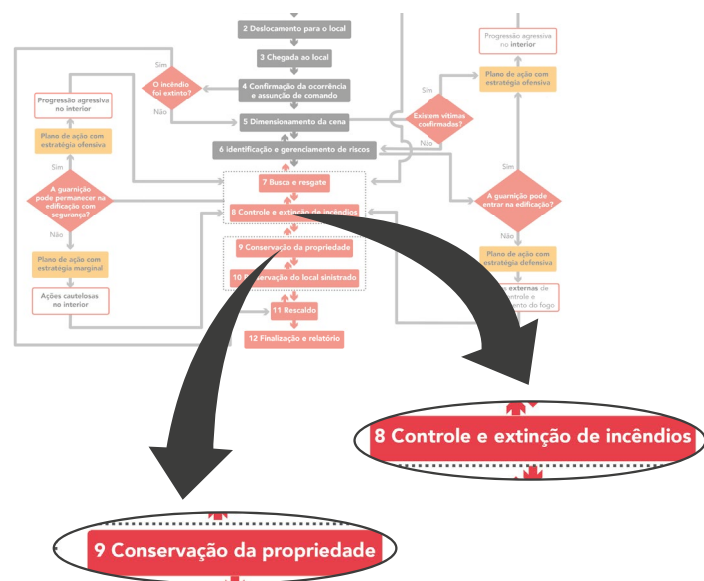 2 Deslocamento para o local
3 Chegada ao local
4 Confirmação da ocorrência
e assunção de comando
5 Dimensionamento da cena
6 identificação e gerenciamento de riscos
7 Busca e resgate
8 Controle e extinção de incêndios
9 Conservação da propriedade
10 do local sinistrado
11 Rescaldo
12 Finalização e relatório
Sim
O incêndio
foi extinto?
Não
Progressão agressiva
no interior
Plano de ação com
estratégia ofensiva
Sim
A guarnição
pode permanecer na
edificação com
segurança?
Não
Plano de ação com
estratégia marginal
Ações cautelosas
no interior
Sim
Existem vítimas
confirmadas?
Não
Progressão agressiva
no interior
Plano de ação com
estratégia ofensiva
Sim
A guarnição pode
entrar na edificação?
Não
Plano de ação com
estratégia defensiva
externas de
controle e
do fogo
8 Controle e extinção de incêndios
9 Conservação da propriedade